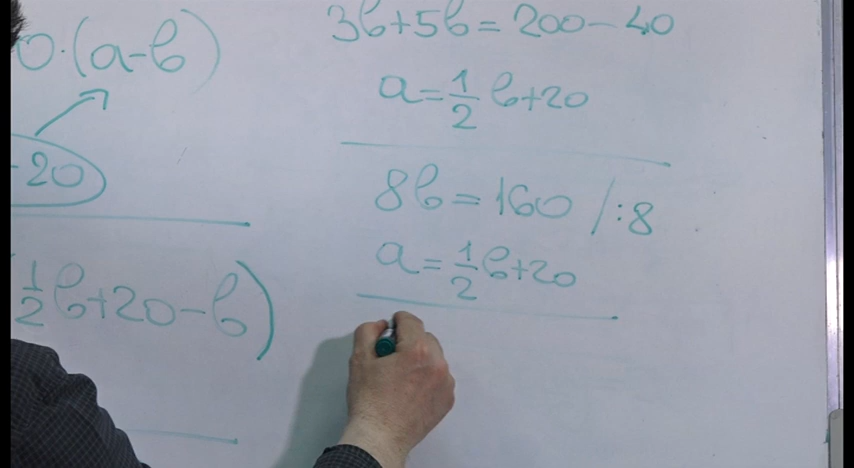 0·(a-b)
-20
1/2 b+20-b)
3b+5b=200-40
a=1/2 b+20
8b=160 /:8
a=1/2 b+20